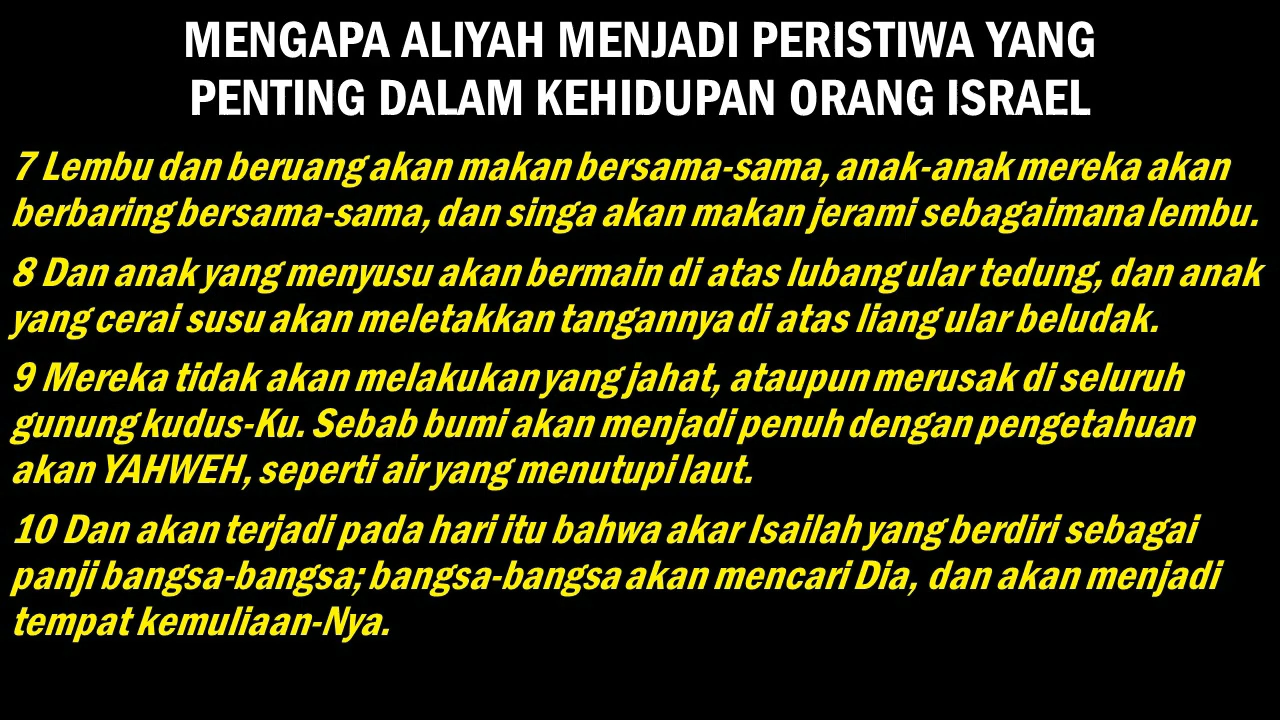 MENGAPA ALIYAH MENJADI PERISTIWA YANG
PENTING DALAM KEHIDUPAN ORANG ISRAEL
7 Lembu dan beruang akan makan bersama-sama, anak-anak mereka akan
berbaring bersama-sama, dan singa akan makan jerami sebagaimana lembu.
8 Dan anak yang menyusu akan bermain di atas lubang ular tedung, dan anak
yang cerai susu akan meletakkan tangannya di atas liang ular beludak.
9 Mereka tidak akan melakukan yang jahat, ataupun merusak di seluruh
gunung kudus-Ku. Sebab bumi akan menjadi penuh dengan pengetahuan
akan YAHWEH, seperti air yang menutupi laut.
10 Dan akan terjadi pada hari itu bahwa akar Isailah yang berdiri sebagai
panji bangsa-bangsa; bangsa-bangsa akan mencari Dia, dan akan menjadi
tempat kemuliaan-Nya.